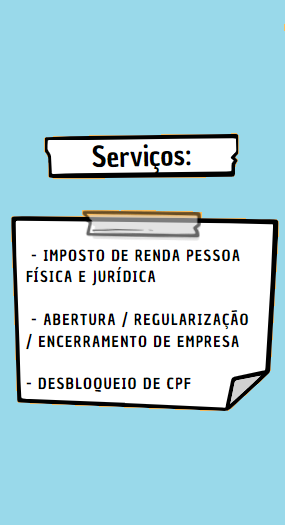 Serviços:
- IMPOSTO DE RENDA PESSOA
FÍSICA E JURÍDICA
- ABERTURA / REGULARIZAÇÃO
/ ENCERRAMENTO DE EMPRESA
- DESBLOQUEIO DE CPF